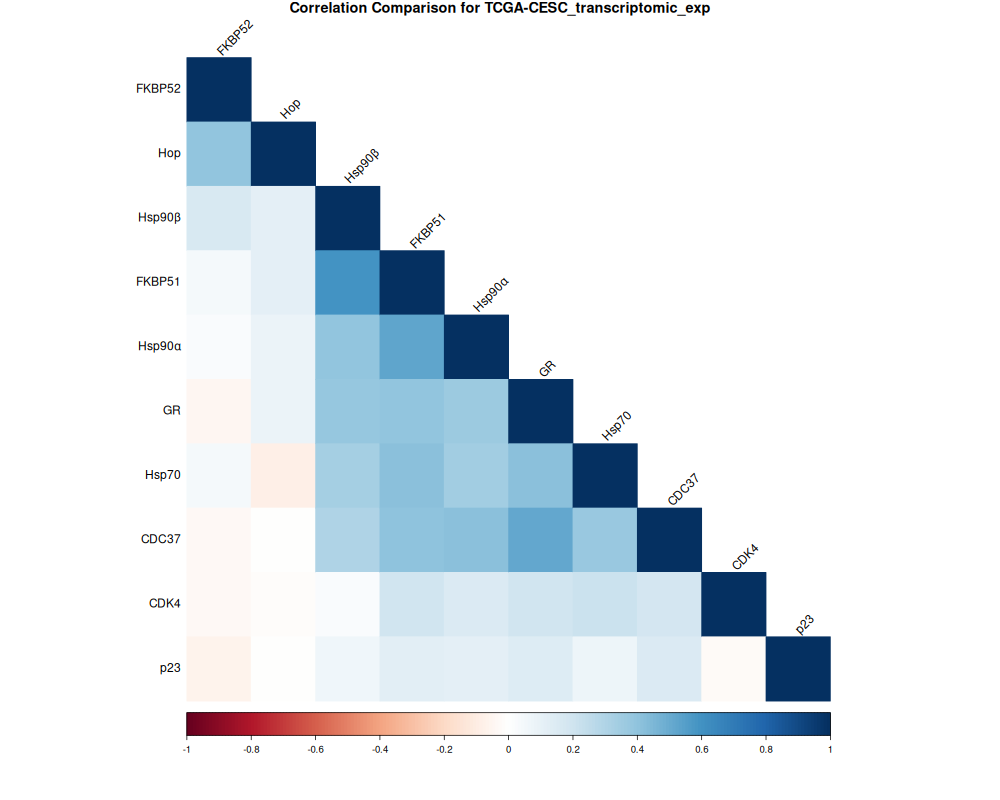 Correlation Comparison for TCGA-CESC_transcriptomic_exp
FKBP52
FKBP52
Hop
Hop
Hsp90β
Hsp90β
FKBP51
FKBP51
Hsp90α
Hsp90α
GR
GR
Hsp70
Hsp70
CDC37
CDC37
CDK4
CDK4
p23
p23
-1 -0.8 -0.6 -0.4 -0.2 0 0.2 0.4 0.6 0.8 1